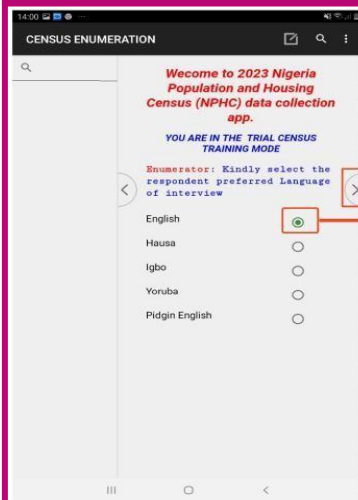 14:00
CENSUS ENUMERATION
Wecome to 2023 Nigeria
Population and Housing
Census (NPHC) data collection
app.
YOU ARE IN THE TRIAL CENSUS
TRAINING MODE
Enumerator: Kindly select the
respondent preferred Language
of interview
English
Hausa
Igbo
Yoruba
Pidgin English